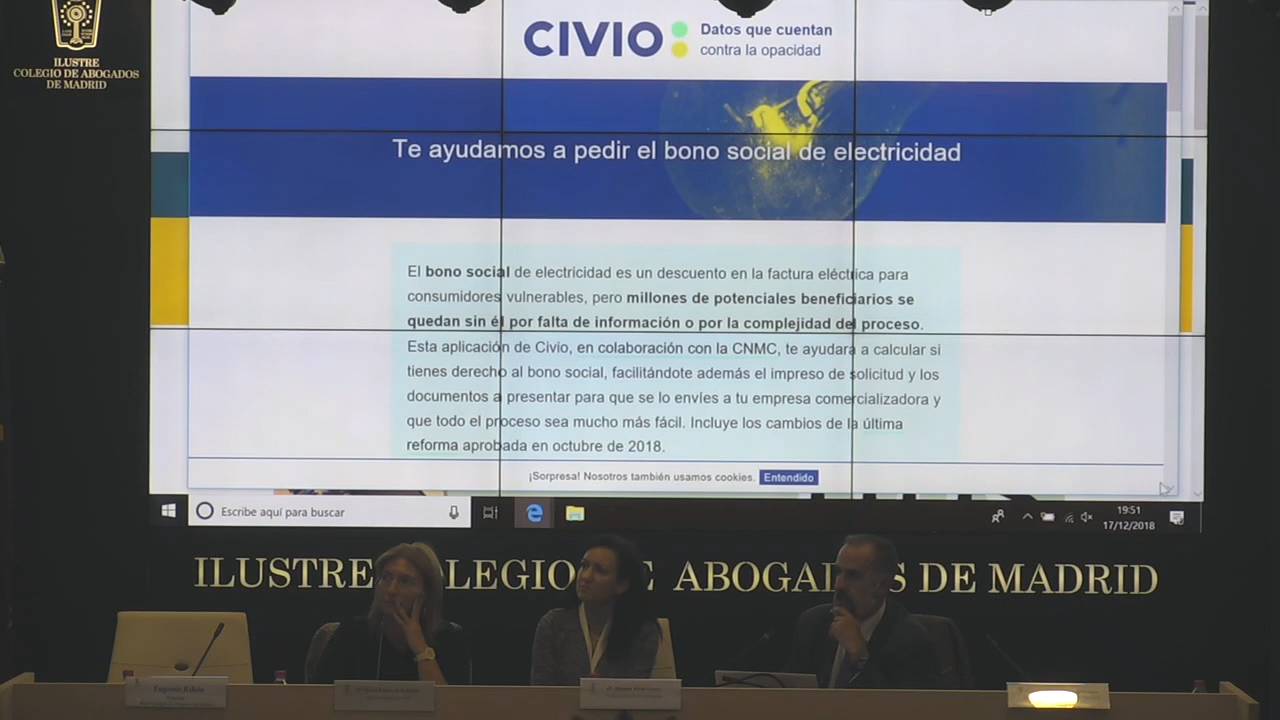 ILUSTRE
COLEGIO DE ABOGADOS
DE MADRID
CIVIO
Datos que cuentan
contra la opacidad
Te ayudamos a pedir el bono social de electricidad
El bono social de electricidad es un descuento en la factura eléctrica para
consumidores vulnerables, pero millones de potenciales beneficiarios se
quedan sin él por falta de información o por la complejidad del proceso.
Esta aplicación de Civio, en colaboración con la CNMC, te ayudará a calcular si
tienes derecho al bono social, facilitándote además el impreso de solicitud y los
documentos a presentar para que se lo envíes a tu empresa comercializadora y
que todo el proceso sea mucho más fácil. Incluye los cambios de la última
reforma aprobada en octubre de 2018.
¡Sorpresa! Nosotros también usamos cookies. Entendido
Escribe aquí para buscar
19:51
17/12/2018
ILUSTRE COLEGIO DE ABOGADOS DE MADRID
Eugenio Ribón